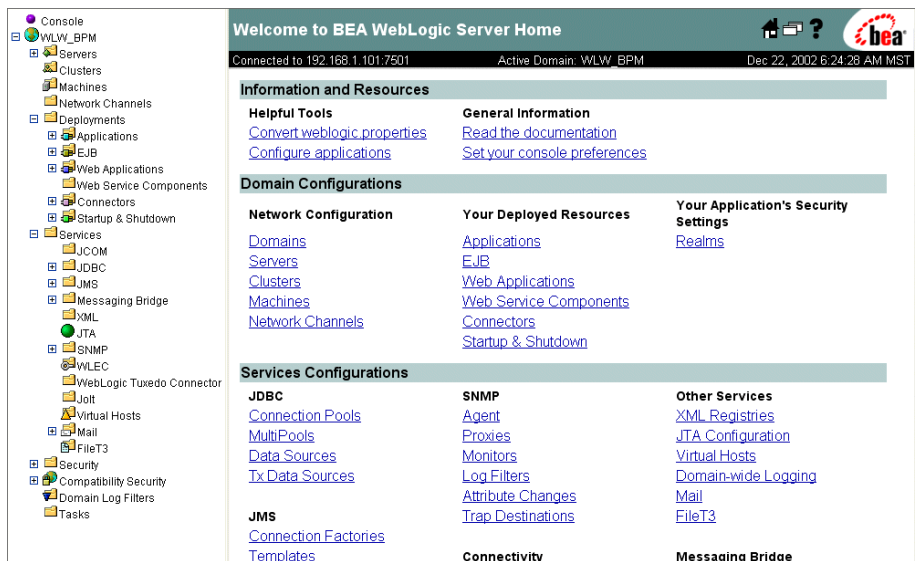 Console
WLW_BPM
Servers
Clusters
Machines
Network Channels
Deployments
Applications
EJB
Web Applications
Web Service Components
Connectors
Startup & Shutdown
Services
JCOM
JDBC
JMS
Messaging Bridge
XML
JTA
SNMP
WLEC
WebLogic Tuxedo Connector
Jolt
Virtual Hosts
Mail
FileT3
Security
Compatibility Security
Domain Log Filters
Tasks
Welcome to BEA WebLogic Server Home
?
bea
Connected to 192.168.1.101:7501 Active Domain: WLW_BPM Dec 22, 2002 6:24:28 AM MST
Information and Resources
Helpful Tools
Convert weblogic.properties
Configure applications
General Information
Read the documentation
Set your console preferences
Domain Configurations
Network Configuration
Domains
Servers
Clusters
Machines
Network Channels
Your Deployed Resources
Applications
EJB
Web Applications
Web Service Components
Connectors
Startup & Shutdown
Your Application's Security
Settings
Realms
Services Configurations
JDBC
Connection Pools
MultiPools
Data Sources
Tx Data Sources
JMS
Connection Factories
Templates
SNMP
Agent
Proxies
Monitors
Log Filters
Attribute Changes
Trap Destinations
Connectivity
Other Services
XML Registries
JTA Configuration
Virtual Hosts
Domain-wide Logging
Mail
FileT3
Messaging Bridge